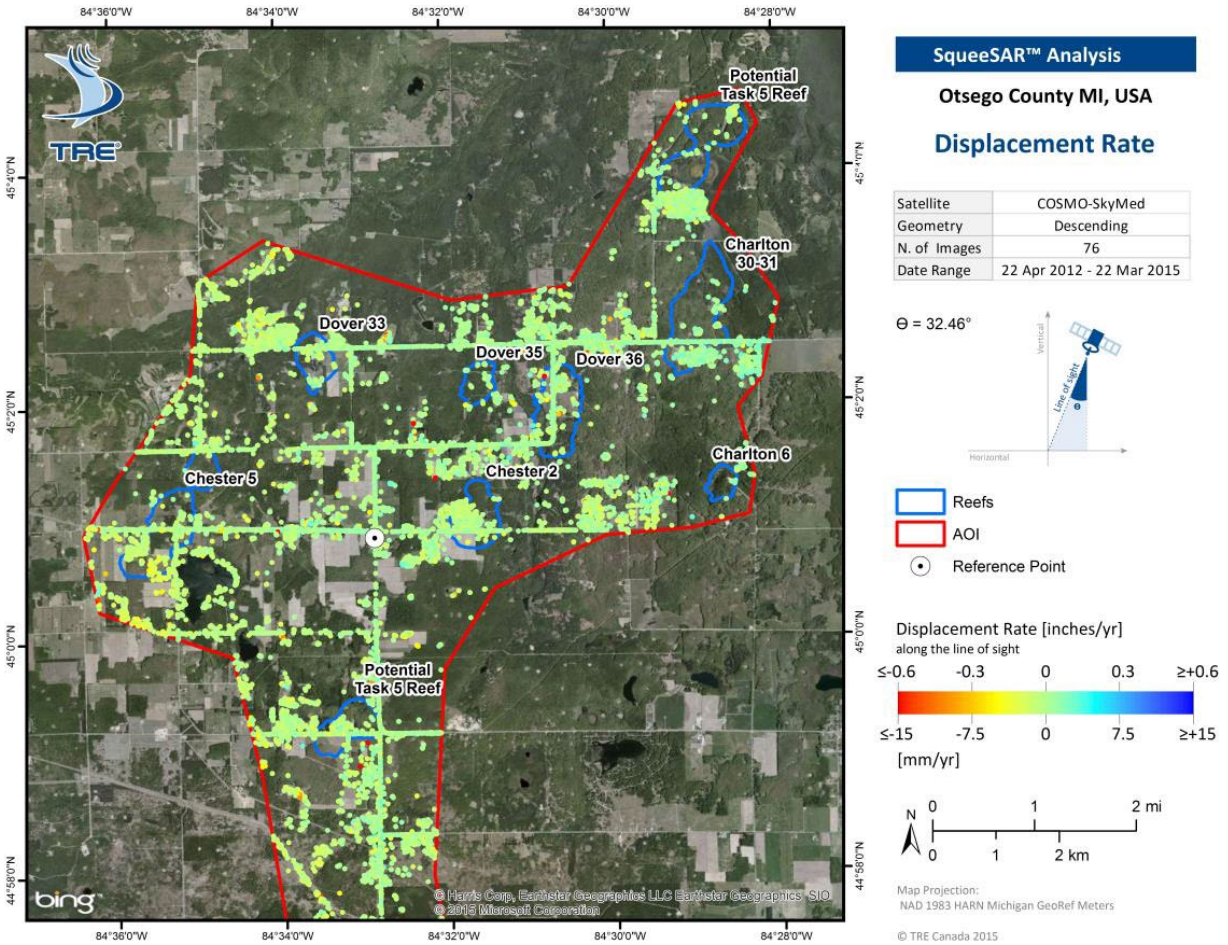 84°36'0"W 84°34'0"W 84°32'0"W 84°30'0"W 84°28'0"W
TRE
45°4'0"N
45°2'0"N
45°0'0"N
44°58'0"N
Potential
Task 5 Reef
Charlton
30-31
Dover 33
Dover 35
Dover 36
Chester 5
Chester 2
Charlton 6
Potential
Task 5 Reef
45°4'0"N
45°2'0"N
45°0'0"N
44°58'0"N
bing
© Harris Corp, Earthstar Geographics LLC Earthstar Geographics SIO
© 2015 Microsoft Corporation
84°36'0"W 84°34'0"W 84°32'0"W 84°30'0"W 84°28'0"W
SqueeSAR™ Analysis
Otsego County MI, USA
Displacement Rate
Satellite COSMO-SkyMed
Geometry Descending
N. of Images 76
Date Range 22 Apr 2012 - 22 Mar 2015
Θ = 32.46°
Vertical
Line of sight
Θ
Horizontal
Reefs
AOI
Reference Point
Displacement Rate [inches/yr]
along the line of sight
≤-0.6 -0.3 0 0.3 ≥+0.6
≤-15 -7.5 0 7.5 ≥+15
[mm/yr]
N
0 1 2 mi
0 1 2 km
Map Projection:
NAD 1983 HARN Michigan GeoRef Meters
© TRE Canada 2015